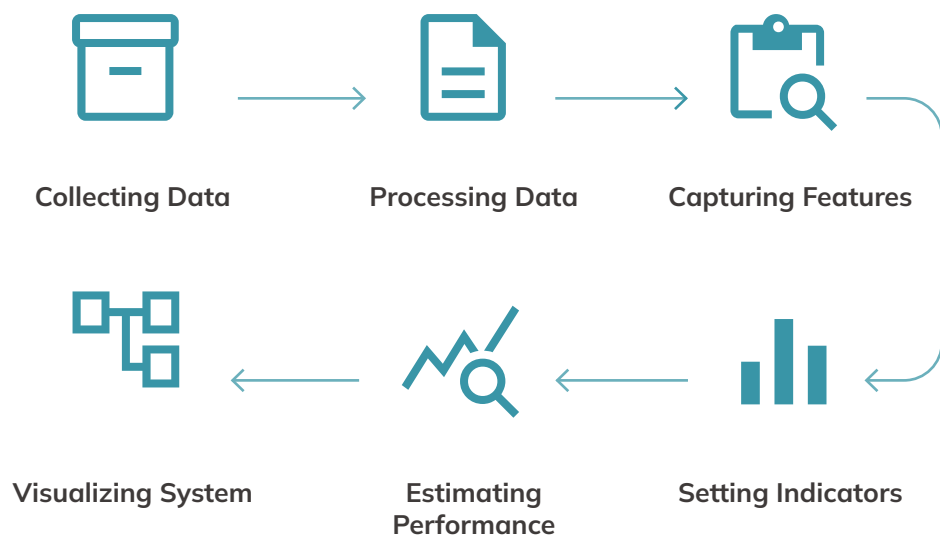 Collecting Data
Processing Data
Capturing Features
Visualizing System
Estimating
Performance
Setting Indicators